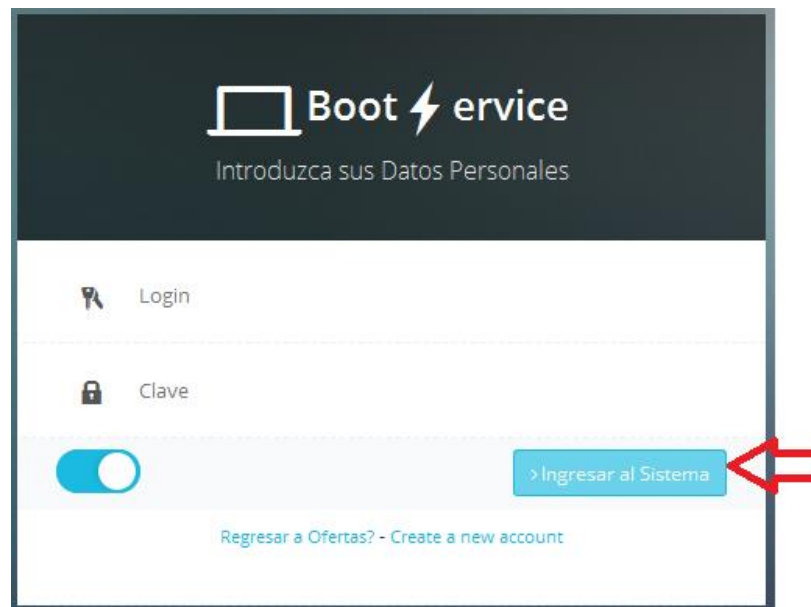 Boot ervice
Introduzca sus Datos Personales
Login
Clave
>Ingresar al Sistema
Regresar a Ofertas? - Create a new account